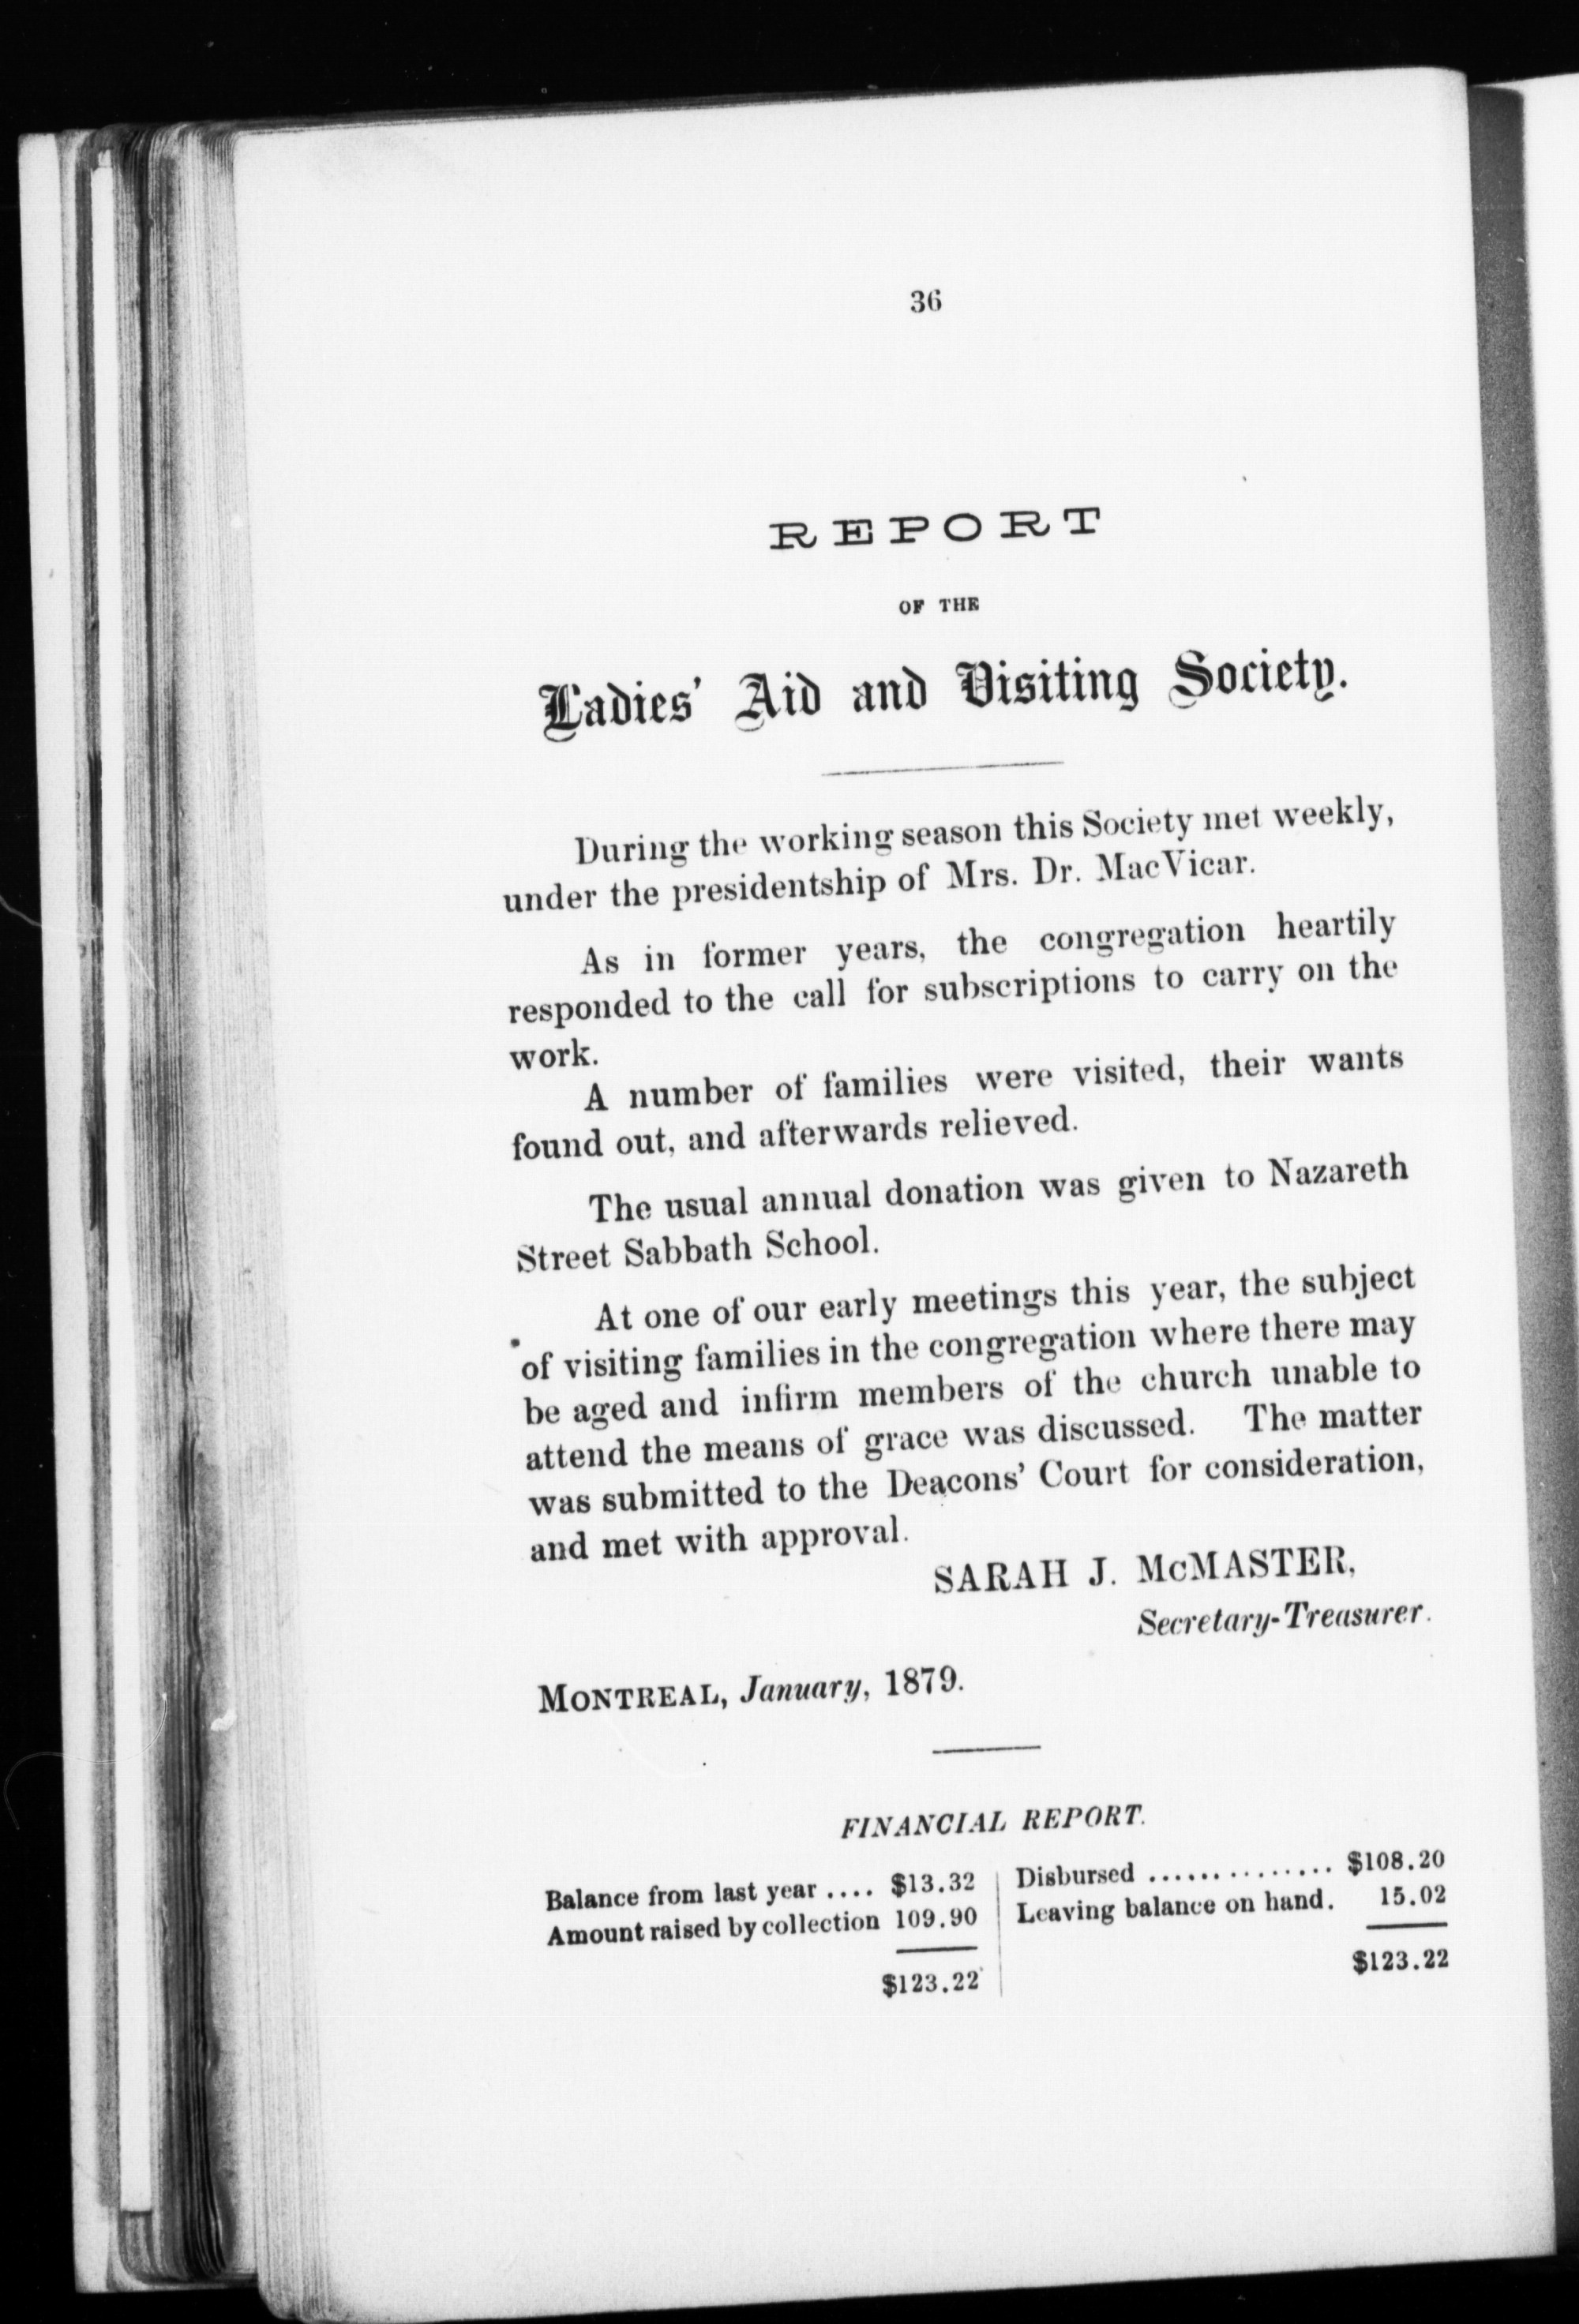 36
REPORT
OF THE
Ladies' Aid and Visiting Society.
During the working season this Society met weekly,
under the presidentship of Mrs. Dr. MacVicar.
As in former years, the congregation heartily
responded to the call for subscriptions to carry on the
work.
A number of families were visited, their wants
found out, and afterwards relieved.
The usual annual donation was given to Nazareth
Street Sabbath School.
At one of our early meetings this year, the subject
of visiting families in the congregation where there may
be aged and infirm members of the church unable to
attend the means of grace was discussed. The matter
was submitted to the Deacons' Court for consideration,
and met with approval.
SARAH J. McMASTER,
Secretary-Treasurer.
MONTREAL, January, 1879.
FINANCIAL REPORT.
Balance from last year .... $13.32
Amount raised by collection 109.90
$123.22
Disbursed .............. $108.20
Leaving balance on hand. 15.02
$123.22